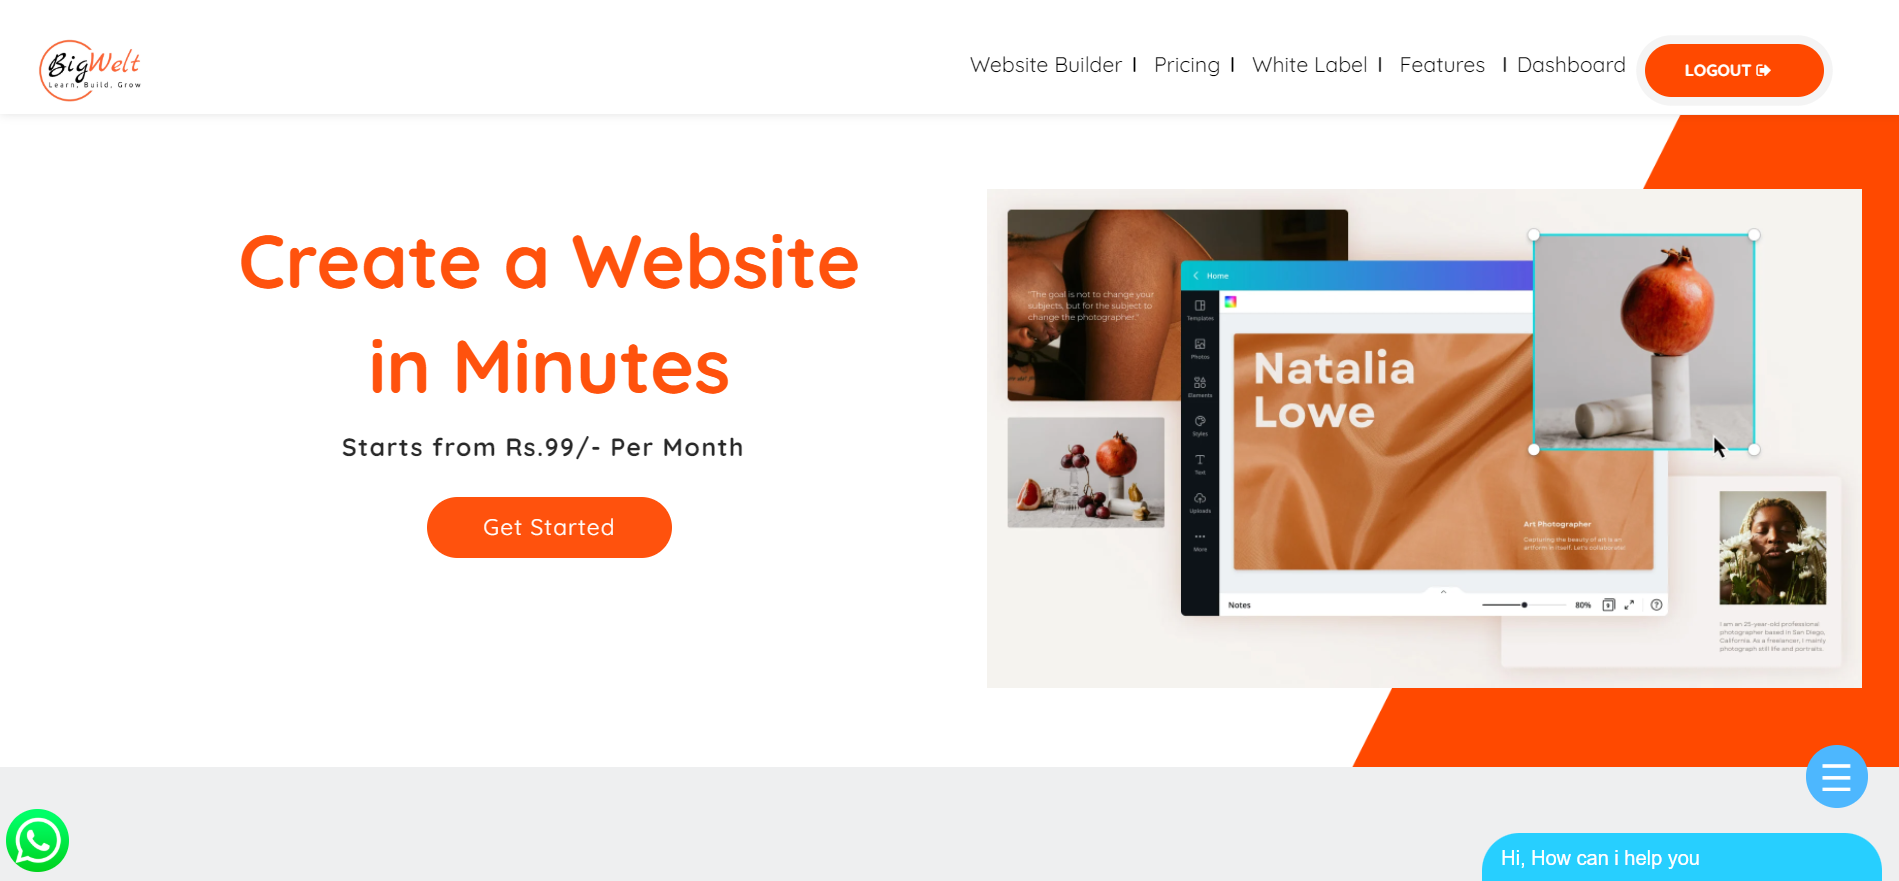 BigWelt
Learn, Build, Grow
Website Builder
Pricing
White Label
Features
Dashboard
LOGOUT
Create a Website
in Minutes
Starts from Rs.99/- Per Month
Get Started
"The goal is not to change your
subjects, but for the subject to
change the photographer."
Home
Templates
Photos
Elements
Styles
Text
Uploads
More
Natalia
Lowe
Art Photographer
Capturing the beauty of art is an
artform in itself. Let's collaborate!
Notes
80%
I am an 25-year-old professional
photographer based in San Diego,
California. As a freelancer, I mainly
photograph still life and portraits.
Hi, How can i help you